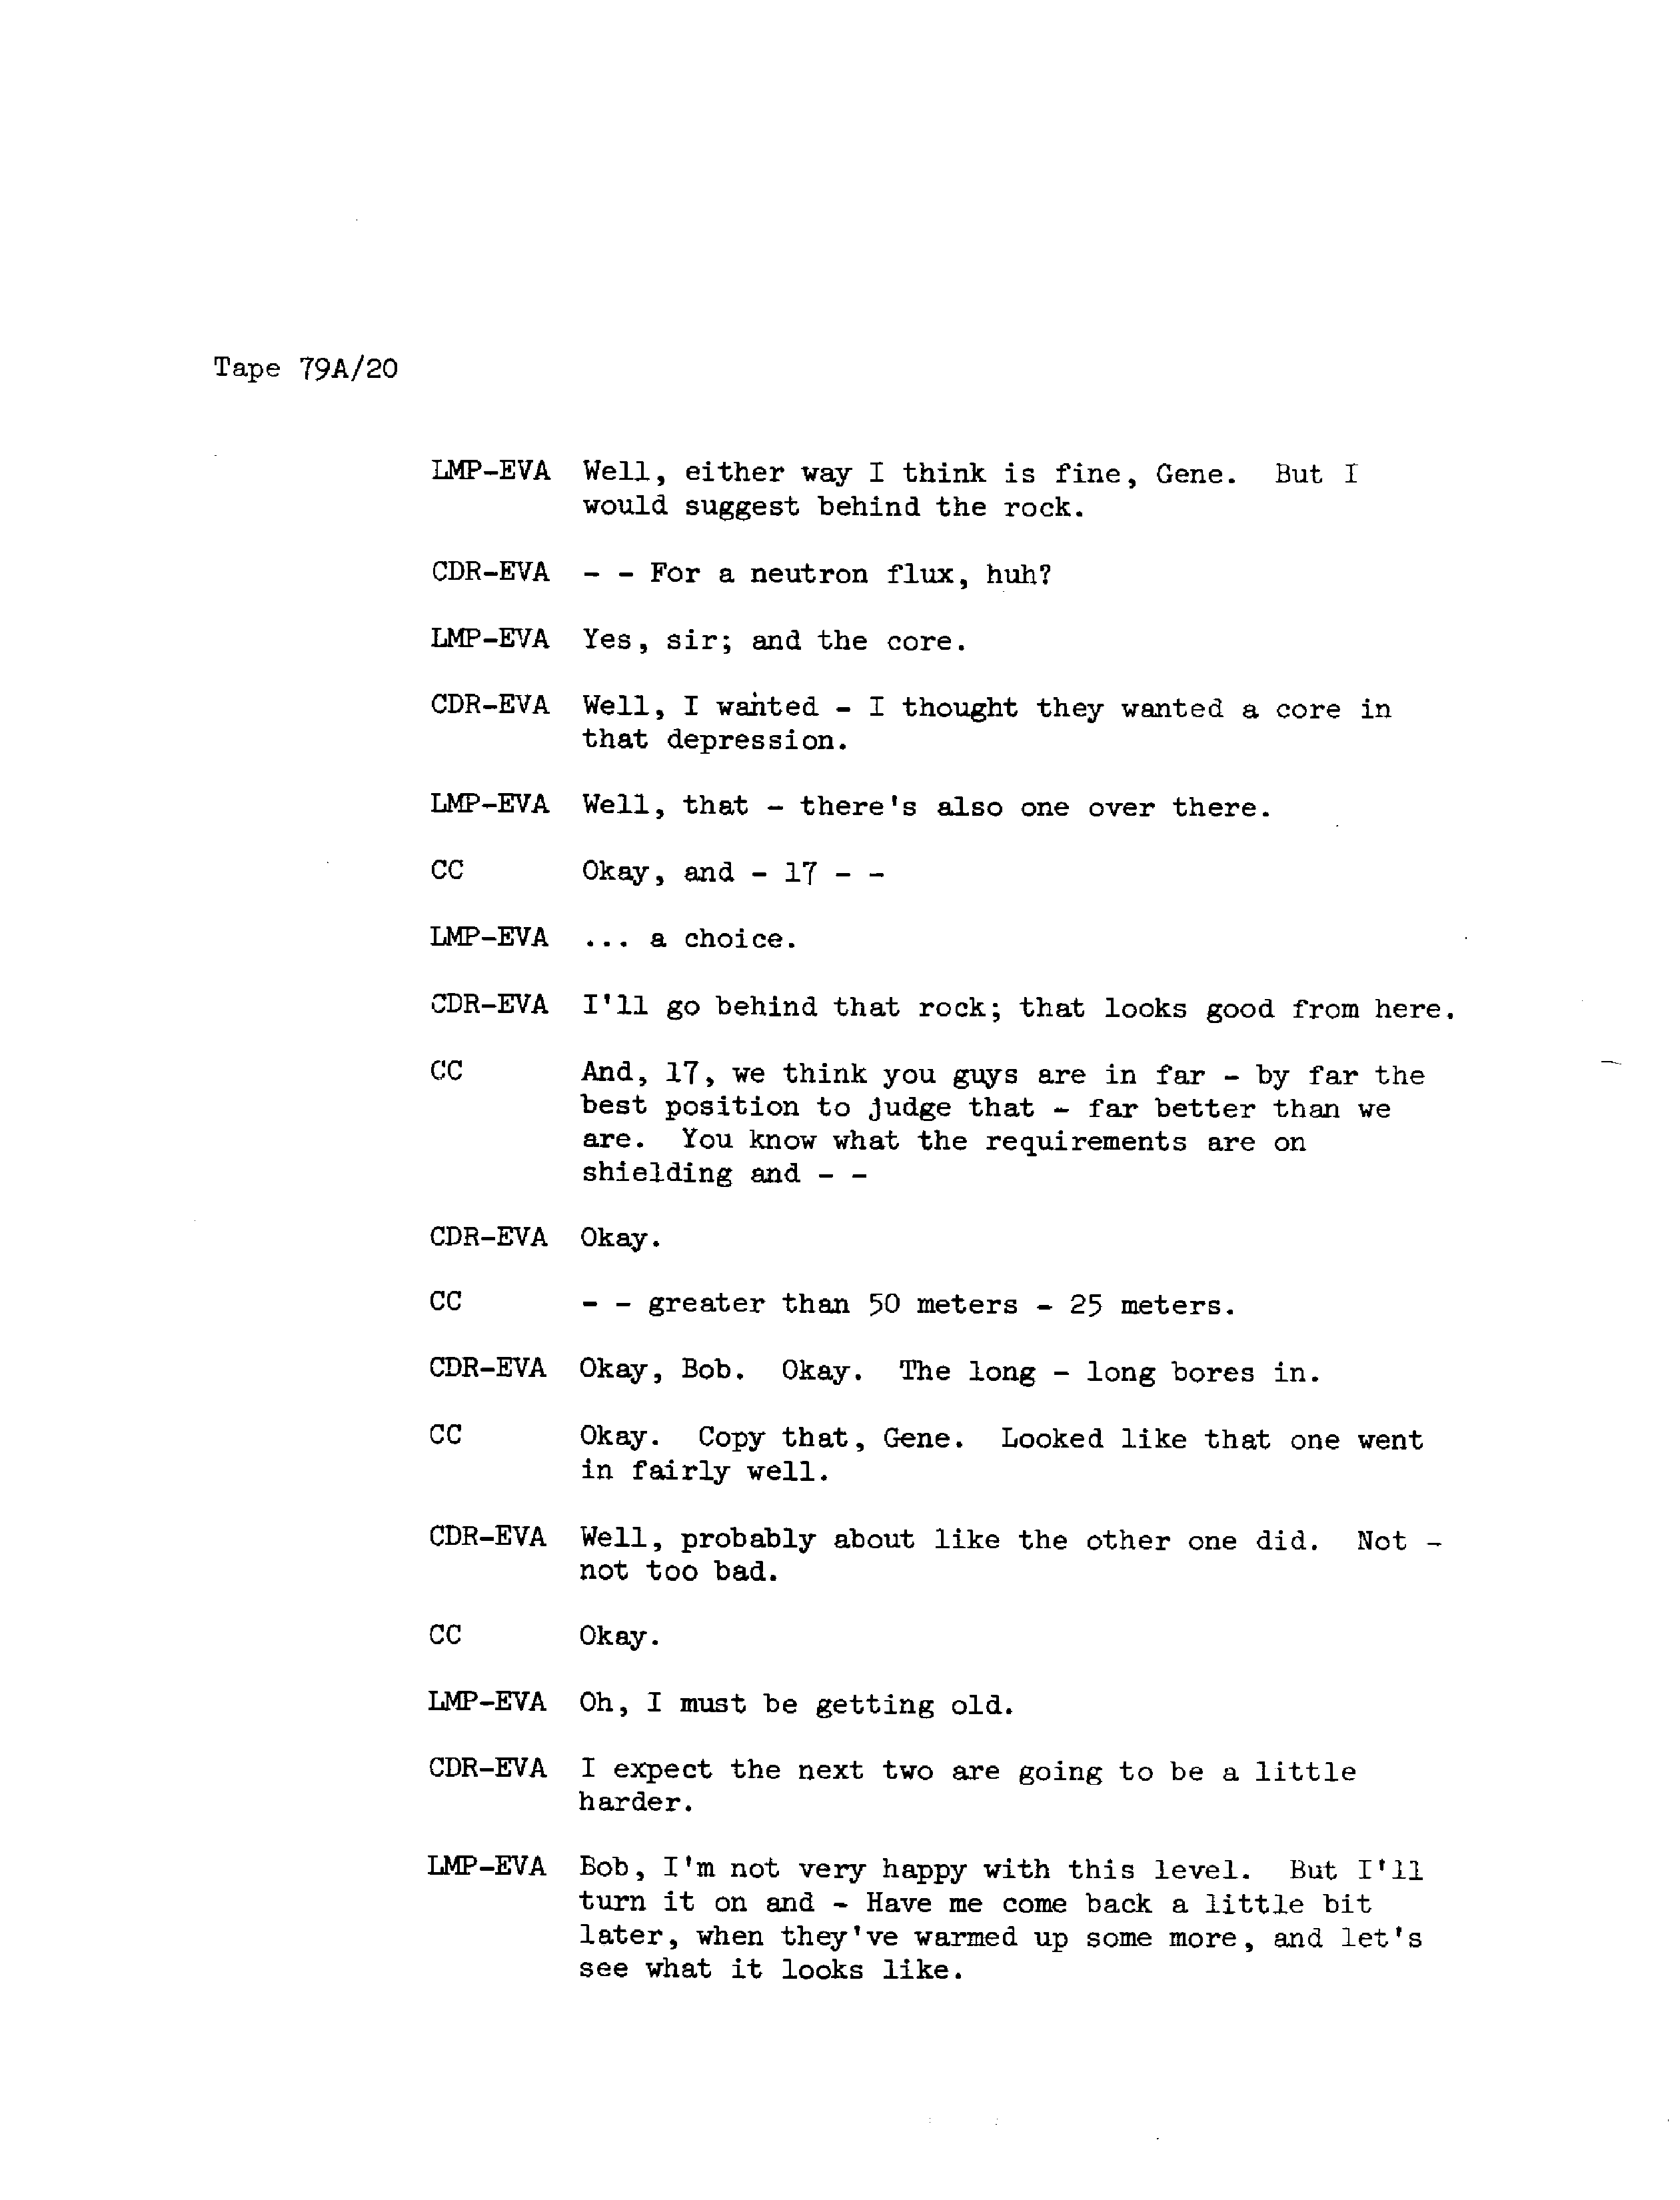 Tape 79A/20
LMP-EVA Well, either way I think is fine, Gene. But I
would suggest behind the rock.
CDR-EVA - - For a neutron flux, huh?
LMP-EVA Yes, sir; and the core.
CDR-EVA Well, I wanted - I thought they wanted a core in
that depression.
LMP-EVA Well, that - there's also one over there.
CC Okay, and - 17 - -
LMP-EVA ... a choice.
CDR-EVA I'll go behind that rock; that looks good from here.
CC And, 17, we think you guys are in far - by far the
best position to judge that - far better than we
are. You know what the requirements are on
shielding and - -
CDR-EVA Okay.
CC - - greater than 50 meters - 25 meters.
CDR-EVA Okay, Bob. Okay. The long - long bores in.
CC Okay. Copy that, Gene. Looked like that one went
in fairly well.
CDR-EVA Well, probably about like the other one did. Not -
not too bad.
CC Okay.
LMP-EVA Oh, I must be getting old.
CDR-EVA I expect the next two are going to be a little
harder.
LMP-EVA Bob, I'm not very happy with this level. But I'll
turn it on and - Have me come back a little bit
later, when they've warmed up some more, and let's
see what it looks like.